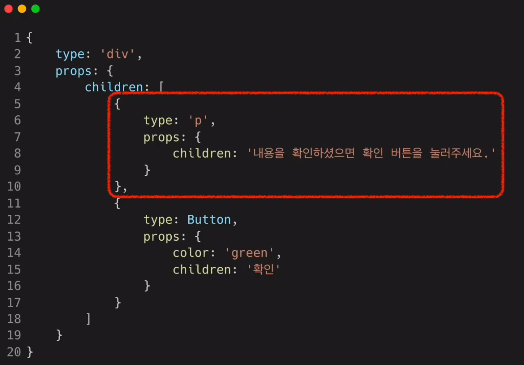 1 {
2     type: 'div',
3     props: {
4         children: [
5             {
6                 type: 'p',
7                 props: {
8                     children: '내용을 확인하셨으면 확인 버튼을 눌러주세요.'
9                 }
10             },
11             {
12                 type: Button,
13                 props: {
14                     color: 'green',
15                     children: '확인'
16                 }
17             }
18         ]
19     }
20 }